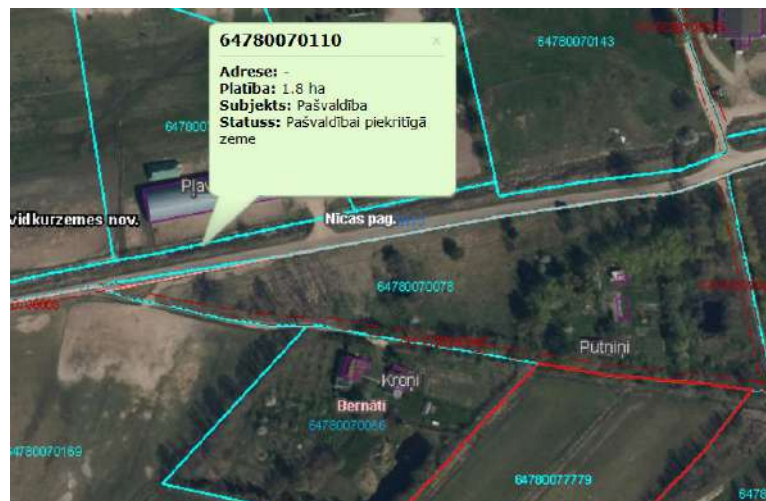 64780070110
Adrese: -
Platība: 1.8 ha
Subjekts: Pašvaldība
Statuss: Pašvaldībai piekritīgā
zeme
64780070143
vidkurzemes nov.
Nīcas pag.
64780070078
Putniņi
Kroņi
Bernāti
64780070086
64780070169
64780077779